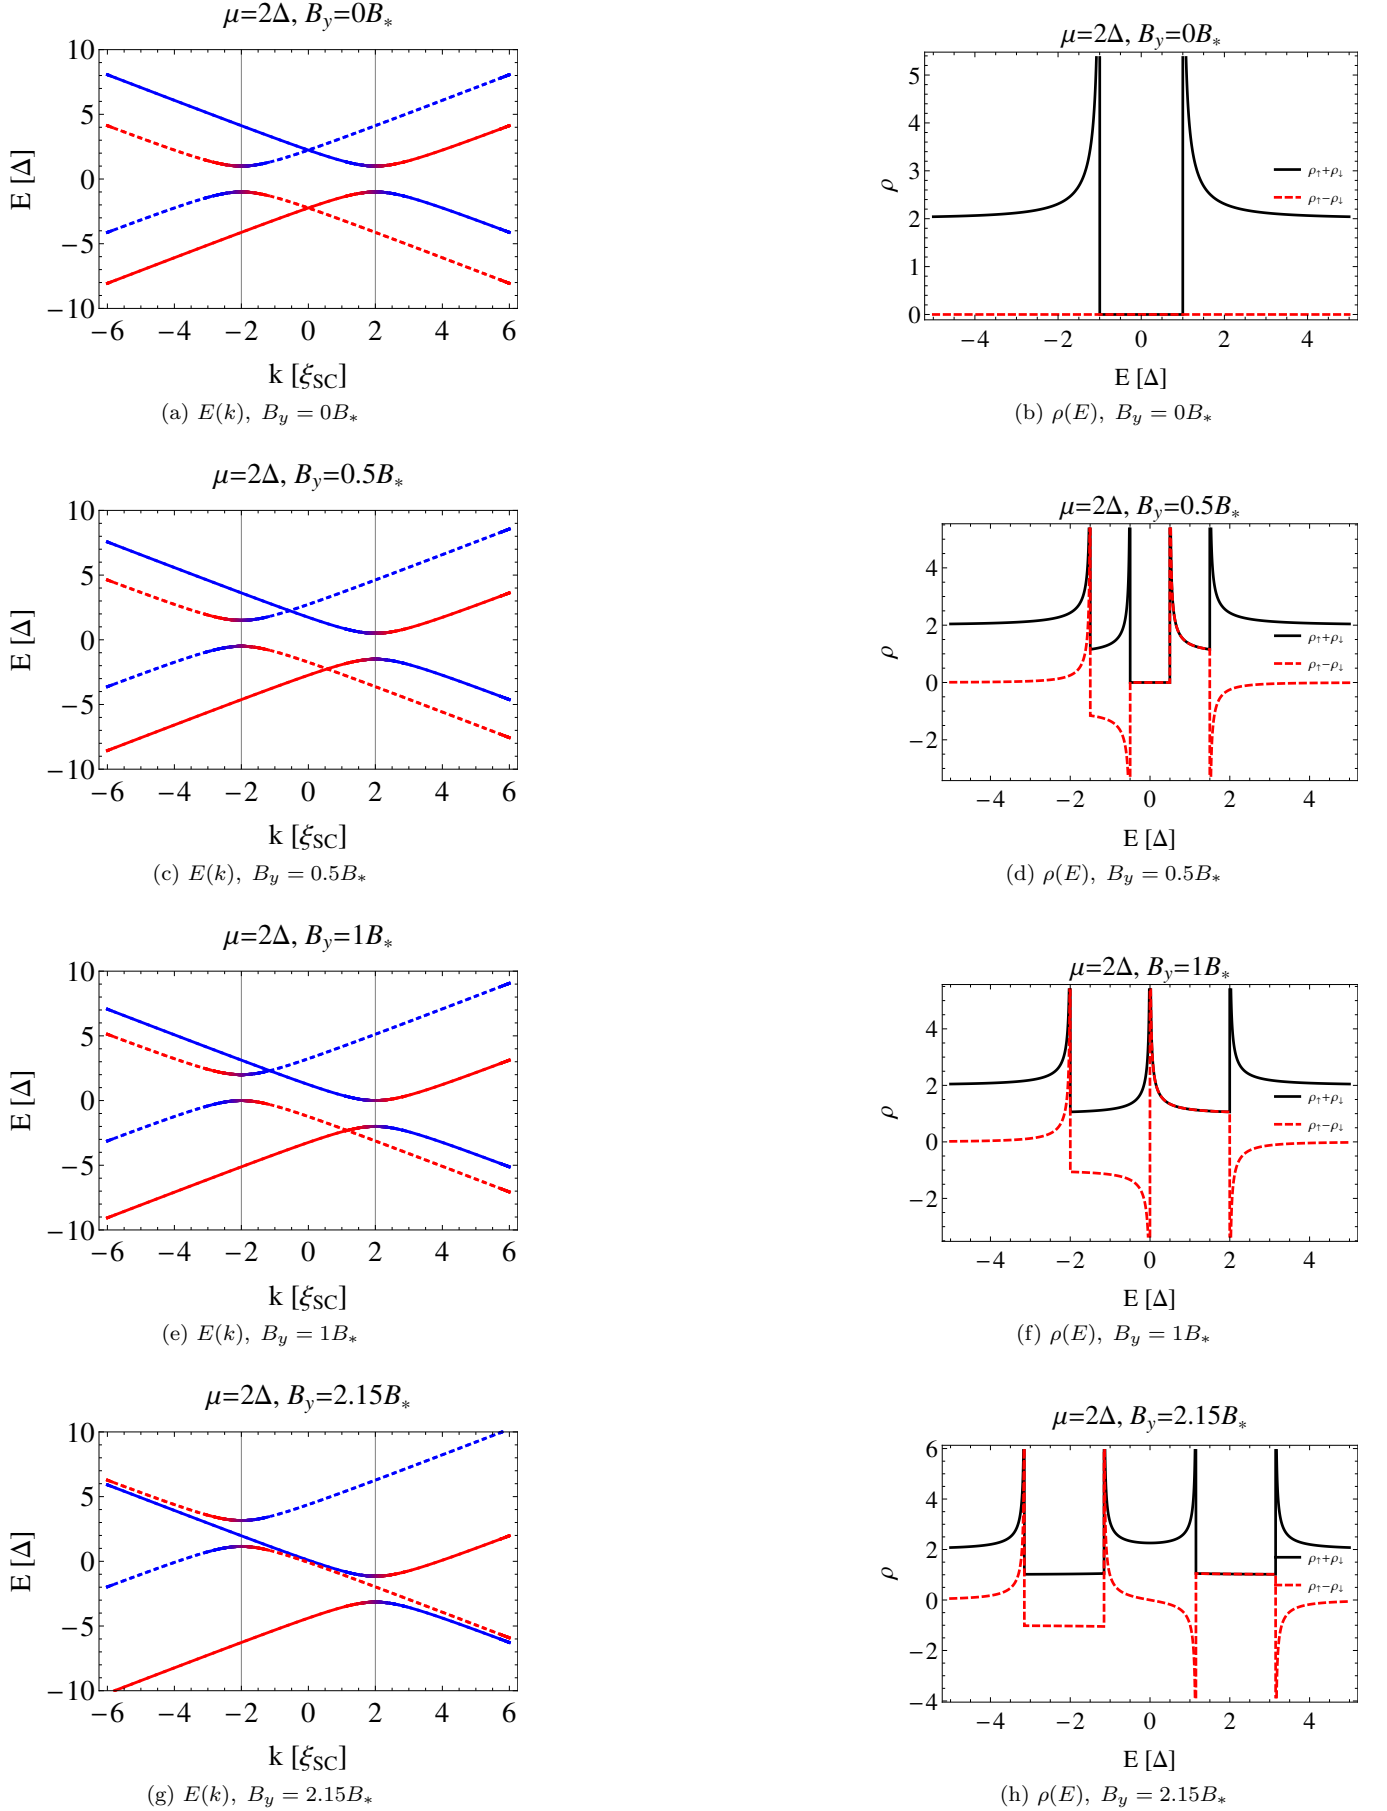 μ=2Δ, B_y=0B_*
10
5
0
−5
−10
E [Δ]
−6 −4 −2 0 2 4 6
k [ξ_SC]
(a) E(k), B_y = 0B_*
μ=2Δ, B_y=0B_*
5
4
3
2
1
0
ρ
ρ↑+ρ↓
ρ↑−ρ↓
−4 −2 0 2 4
E [Δ]
(b) ρ(E), B_y = 0B_*
μ=2Δ, B_y=0.5B_*
10
5
0
−5
−10
E [Δ]
−6 −4 −2 0 2 4 6
k [ξ_SC]
(c) E(k), B_y = 0.5B_*
μ=2Δ, B_y=0.5B_*
4
2
0
−2
ρ
ρ↑+ρ↓
ρ↑−ρ↓
−4 −2 0 2 4
E [Δ]
(d) ρ(E), B_y = 0.5B_*
μ=2Δ, B_y=1B_*
10
5
0
−5
−10
E [Δ]
−6 −4 −2 0 2 4 6
k [ξ_SC]
(e) E(k), B_y = 1B_*
μ=2Δ, B_y=1B_*
4
2
0
−2
ρ
ρ↑+ρ↓
ρ↑−ρ↓
−4 −2 0 2 4
E [Δ]
(f) ρ(E), B_y = 1B_*
μ=2Δ, B_y=2.15B_*
10
5
0
−5
−10
E [Δ]
−6 −4 −2 0 2 4 6
k [ξ_SC]
(g) E(k), B_y = 2.15B_*
μ=2Δ, B_y=2.15B_*
6
4
2
0
−2
−4
ρ
ρ↑+ρ↓
ρ↑−ρ↓
−4 −2 0 2 4
E [Δ]
(h) ρ(E), B_y = 2.15B_*